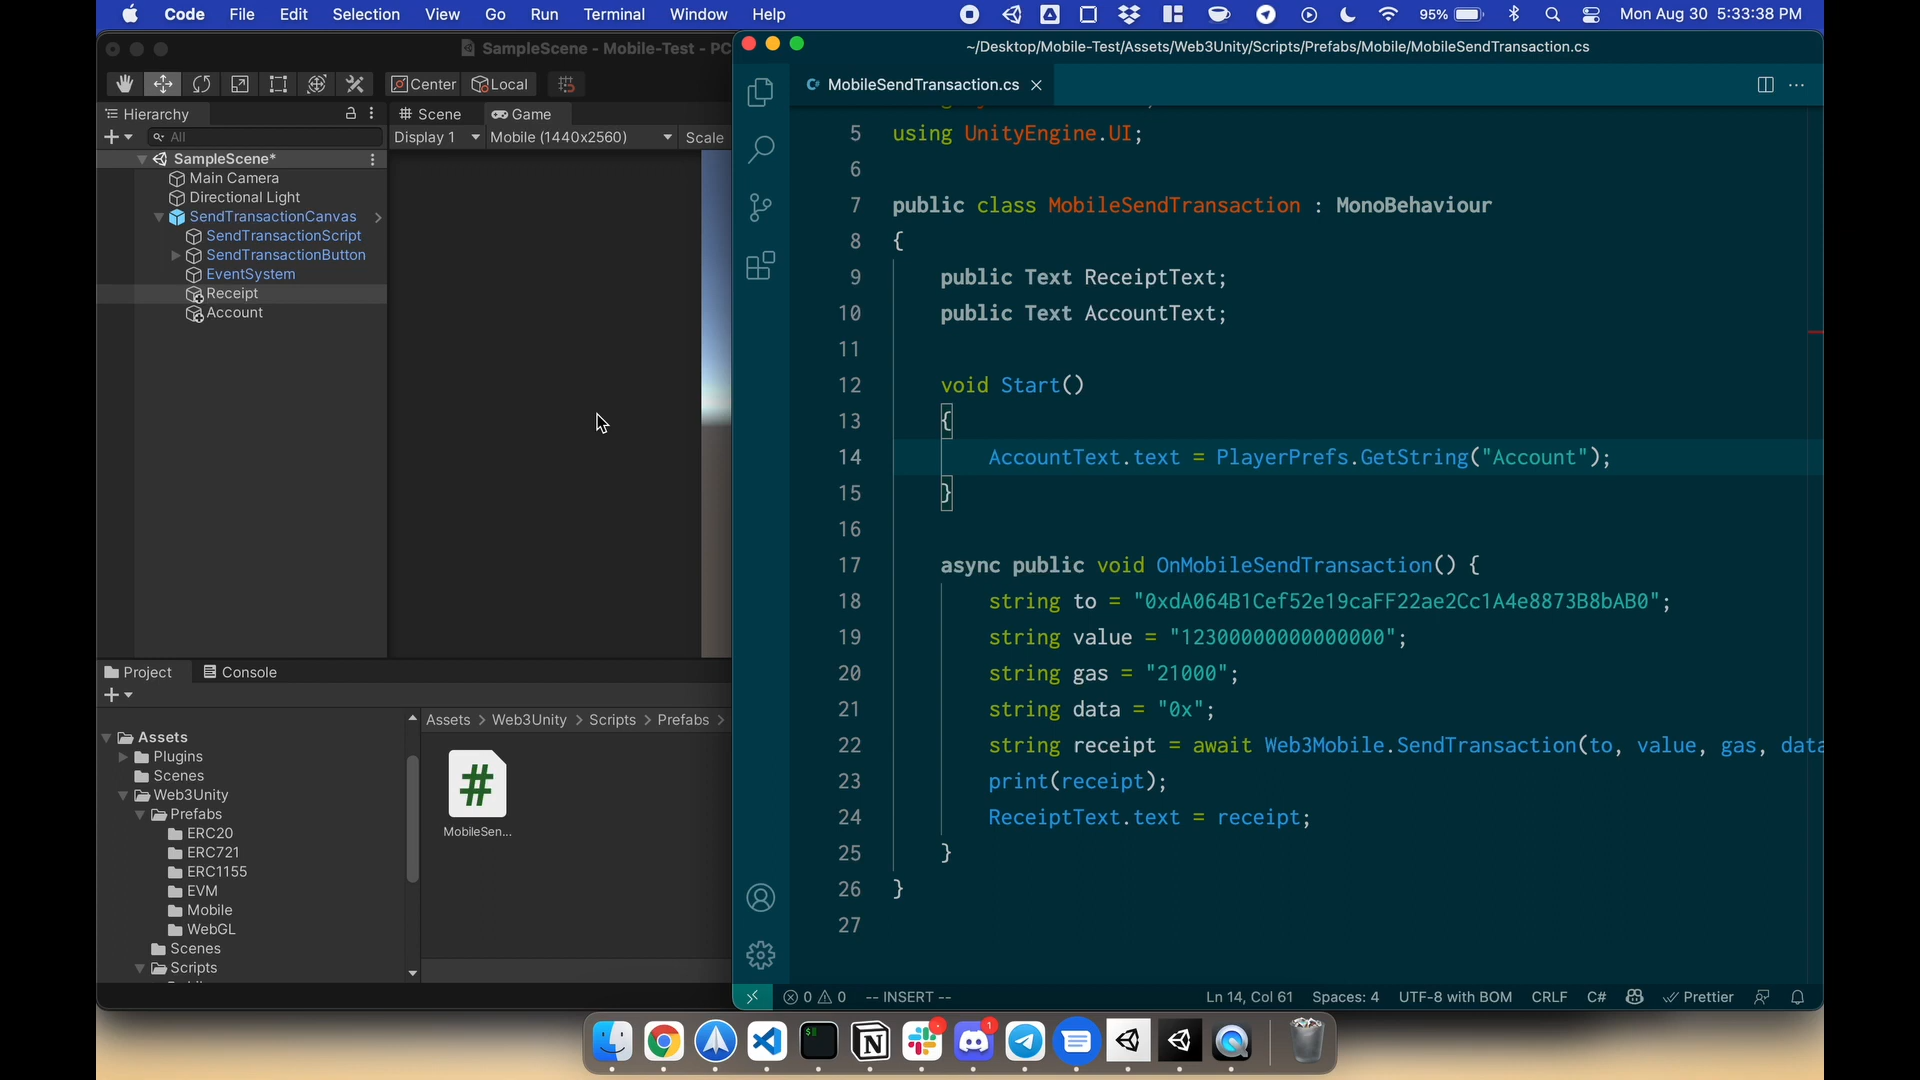 Code File Edit Selection View Go Run Terminal Window Help 95% Mon Aug 30 5:33:38 PM
SampleScene - Mobile-Test - PC
~/Desktop/Mobile-Test/Assets/Web3Unity/Scripts/Prefabs/Mobile/MobileSendTransaction.cs
Center Local
MobileSendTransaction.cs
Hierarchy
Scene Game
All
Display 1 Mobile (1440x2560) Scale
SampleScene*
Main Camera
Directional Light
SendTransactionCanvas
SendTransactionScript
SendTransactionButton
EventSystem
Receipt
Account
5 using UnityEngine.UI;
6
7 public class MobileSendTransaction : MonoBehaviour
8 {
9 public Text ReceiptText;
10 public Text AccountText;
11
12 void Start()
13 {
14 AccountText.text = PlayerPrefs.GetString("Account");
15 }
16
17 async public void OnMobileSendTransaction() {
18 string to = "0xdA064B1Cef52e19caFF22ae2Cc1A4e8873B8bAB0";
19 string value = "12300000000000000";
20 string gas = "21000";
21 string data = "0x";
22 string receipt = await Web3Mobile.SendTransaction(to, value, gas, data
23 print(receipt);
24 ReceiptText.text = receipt;
25 }
26 }
27
Project Console
Assets > Web3Unity > Scripts > Prefabs >
Assets
Plugins
Scenes
Web3Unity
Prefabs
ERC20
ERC721
ERC1155
EVM
Mobile
WebGL
Scenes
Scripts
#
MobileSen...
0 0 -- INSERT -- Ln 14, Col 61 Spaces: 4 UTF-8 with BOM CRLF C# Prettier
1